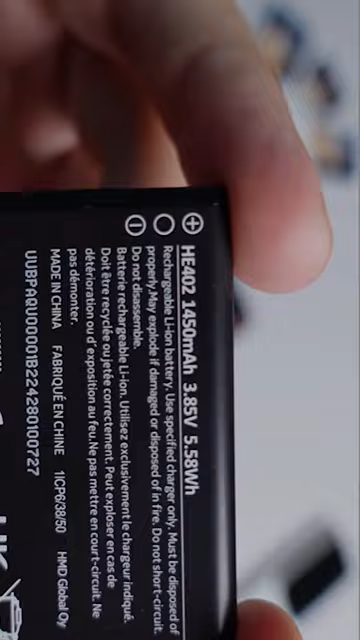 HE402 1450mAh 3.85V 5.58Wh
Rechargeable Li-ion battery. Use specified charger only. Must be disposed of
properly. May explode if damaged or disposed of in fire. Do not short-circuit.
Do not disassemble.
Batterie rechargeable Li-ion. Utilisez exclusivement le chargeur indiqué.
Doit être recyclée ou jetée correctement. Peut exploser en cas de
détérioration ou d'exposition au feu. Ne pas mettre en court-circuit. Ne
pas démonter.
MADE IN CHINA FABRIQUÉ EN CHINE 1ICP6/38/50 HMD Global Oy